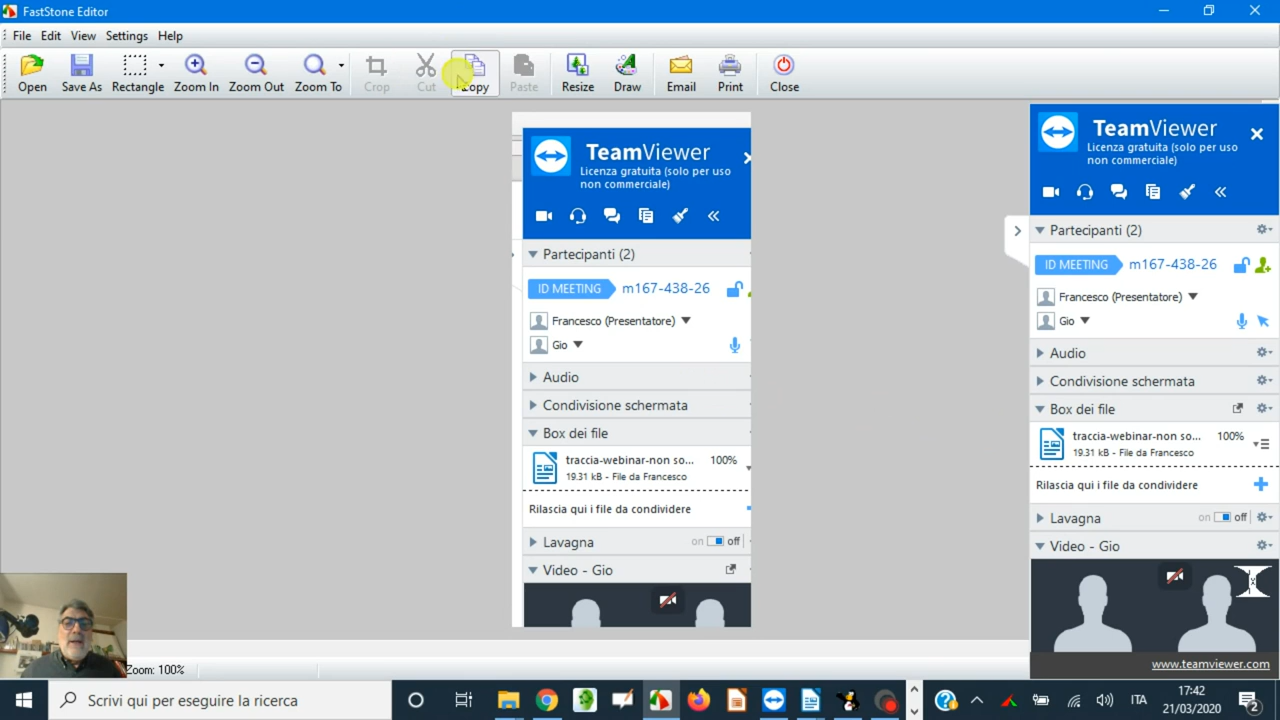 FastStone Editor
File Edit View Settings Help
Open Save As Rectangle Zoom In Zoom Out Zoom To Crop Cut Copy Paste Resize Draw Email Print Close
TeamViewer
Licenza gratuita (solo per uso
non commerciale)
Partecipanti (2)
ID MEETING m167-438-26
Francesco (Presentatore)
Gio
Audio
Condivisione schermata
Box dei file
traccia-webinar-non so... 100%
19.31 kB - File da Francesco
Rilascia qui i file da condividere
Lavagna on off
Video - Gio
TeamViewer
Licenza gratuita (solo per uso
non commerciale)
Partecipanti (2)
ID MEETING m167-438-26
Francesco (Presentatore)
Gio
Audio
Condivisione schermata
Box dei file
traccia-webinar-non so... 100%
19.31 kB - File da Francesco
Rilascia qui i file da condividere
Lavagna on off
Video - Gio
www.teamviewer.com
Zoom: 100%
Scrivi qui per eseguire la ricerca
ITA
17:42
21/03/2020
2